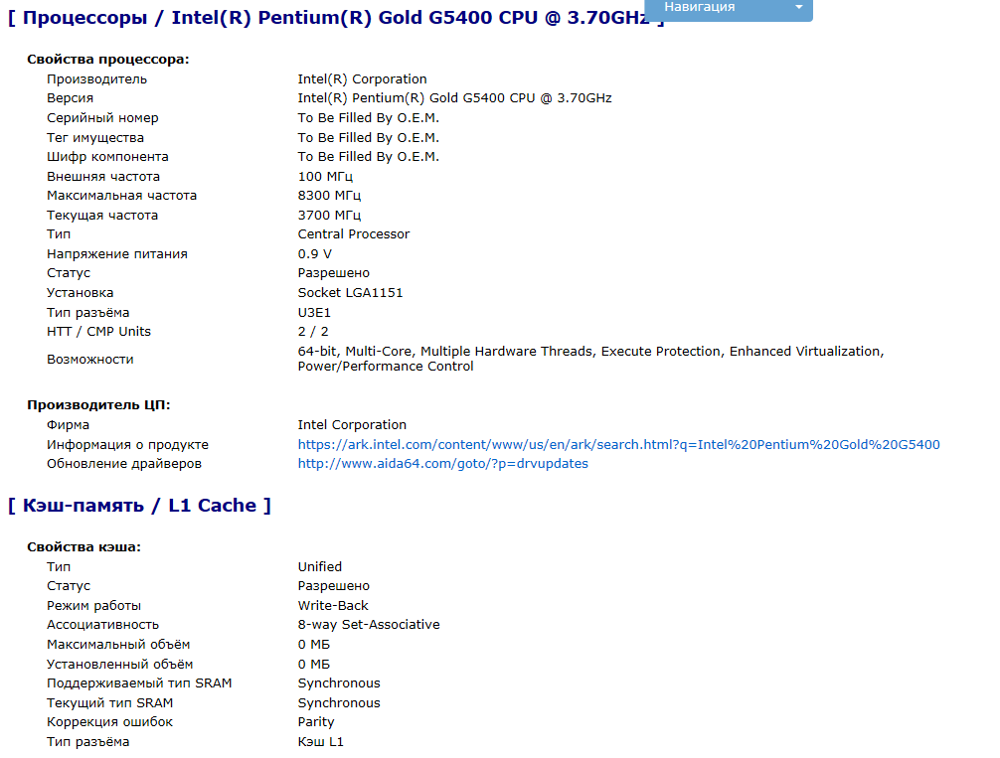 [ Процессоры / Intel(R) Pentium(R) Gold G5400 CPU @ 3.70GHz ]
Навигация
Свойства процессора:
Производитель Intel(R) Corporation
Версия Intel(R) Pentium(R) Gold G5400 CPU @ 3.70GHz
Серийный номер To Be Filled By O.E.M.
Тег имущества To Be Filled By O.E.M.
Шифр компонента To Be Filled By O.E.M.
Внешняя частота 100 МГц
Максимальная частота 8300 МГц
Текущая частота 3700 МГц
Тип Central Processor
Напряжение питания 0.9 V
Статус Разрешено
Установка Socket LGA1151
Тип разъёма U3E1
HTT / CMP Units 2 / 2
Возможности 64-bit, Multi-Core, Multiple Hardware Threads, Execute Protection, Enhanced Virtualization,
Power/Performance Control
Производитель ЦП:
Фирма Intel Corporation
Информация о продукте https://ark.intel.com/content/www/us/en/ark/search.html?q=Intel%20Pentium%20Gold%20G5400
Обновление драйверов http://www.aida64.com/goto/?p=drvupdates
[ Кэш-память / L1 Cache ]
Свойства кэша:
Тип Unified
Статус Разрешено
Режим работы Write-Back
Ассоциативность 8-way Set-Associative
Максимальный объём 0 МБ
Установленный объём 0 МБ
Поддерживаемый тип SRAM Synchronous
Текущий тип SRAM Synchronous
Коррекция ошибок Parity
Тип разъёма Кэш L1